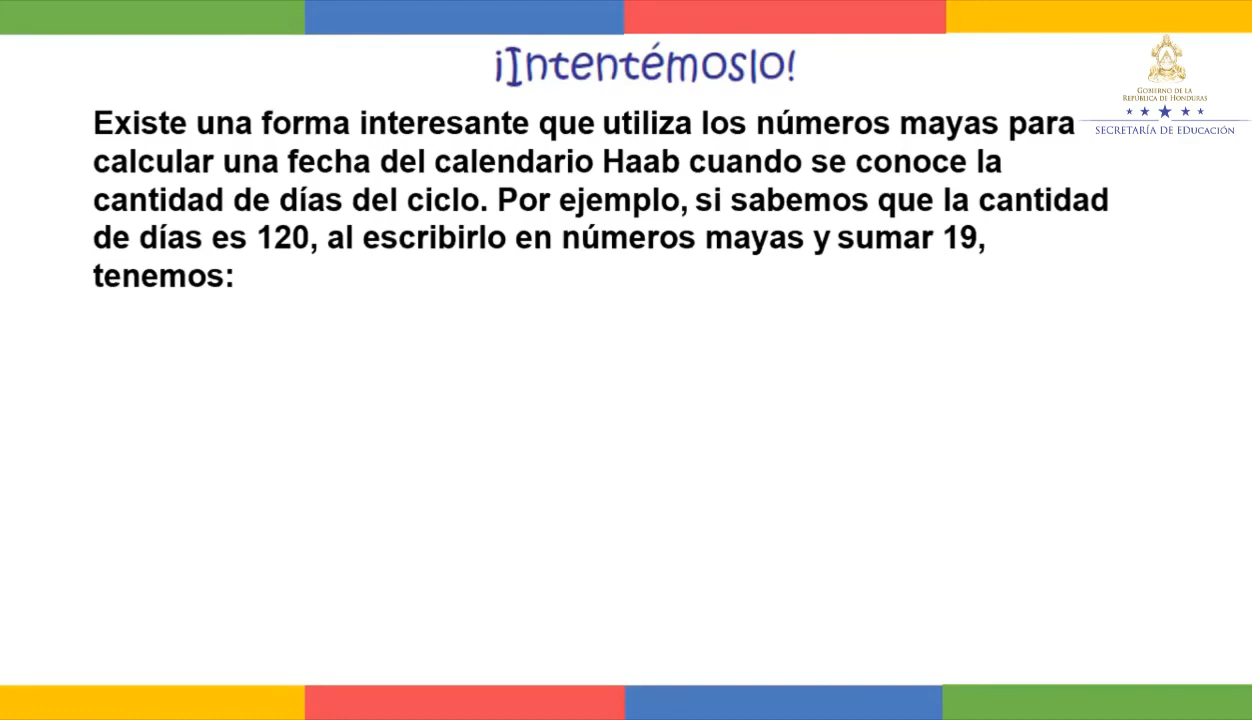 ¡Intentémoslo!
GOBIERNO DE LA
REPÚBLICA DE HONDURAS
SECRETARÍA DE EDUCACIÓN
Existe una forma interesante que utiliza los números mayas para
calcular una fecha del calendario Haab cuando se conoce la
cantidad de días del ciclo. Por ejemplo, si sabemos que la cantidad
de días es 120, al escribirlo en números mayas y sumar 19,
tenemos: